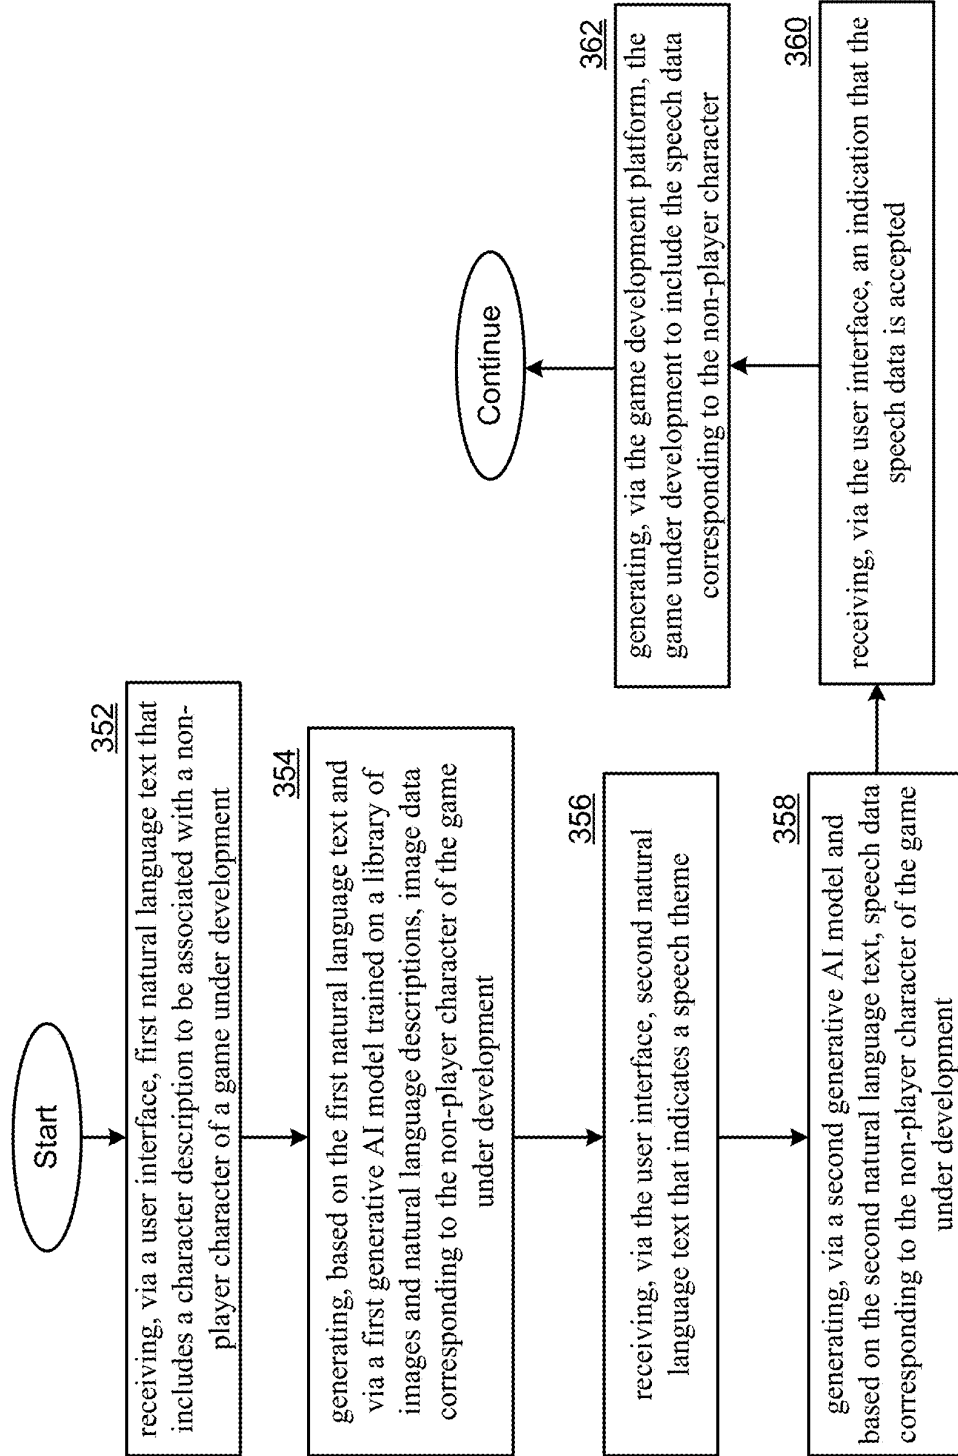 Start
352
receiving, via a user interface, first natural language text that
includes a character description to be associated with a non-
player character of a game under development
354
generating, based on the first natural language text and
via a first generative AI model trained on a library of
images and natural language descriptions, image data
corresponding to the non-player character of the game
under development
356
receiving, via the user interface, second natural
language text that indicates a speech theme
358
generating, via a second generative AI model and
based on the second natural language text, speech data
corresponding to the non-player character of the game
under development
360
receiving, via the user interface, an indication that the
speech data is accepted
362
generating, via the game development platform, the
game under development to include the speech data
corresponding to the non-player character
Continue